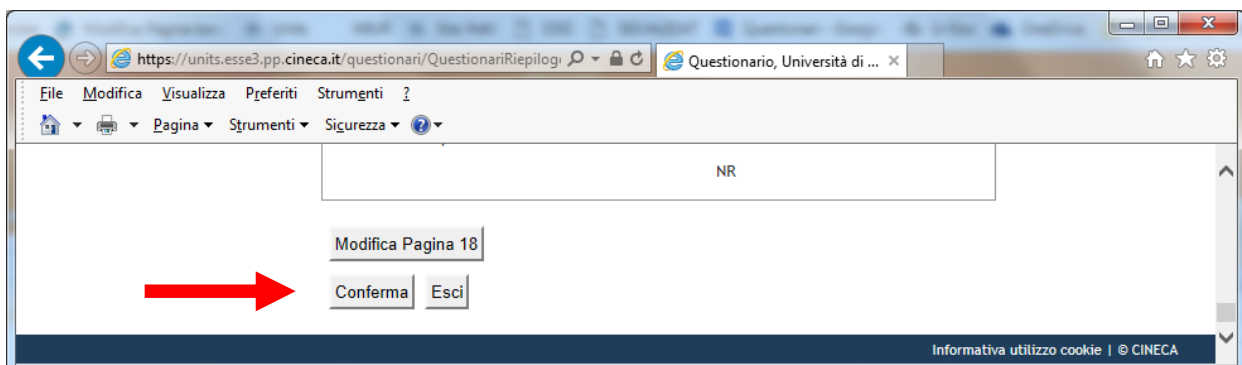 https://units.esse3.pp.cineca.it/questionari/QuestionariRiepilog
Questionario, Università di ...
File Modifica Visualizza Preferiti Strumenti ?
Pagina Strumenti Sicurezza
NR
Modifica Pagina 18
Conferma Esci
Informativa utilizzo cookie | © CINECA